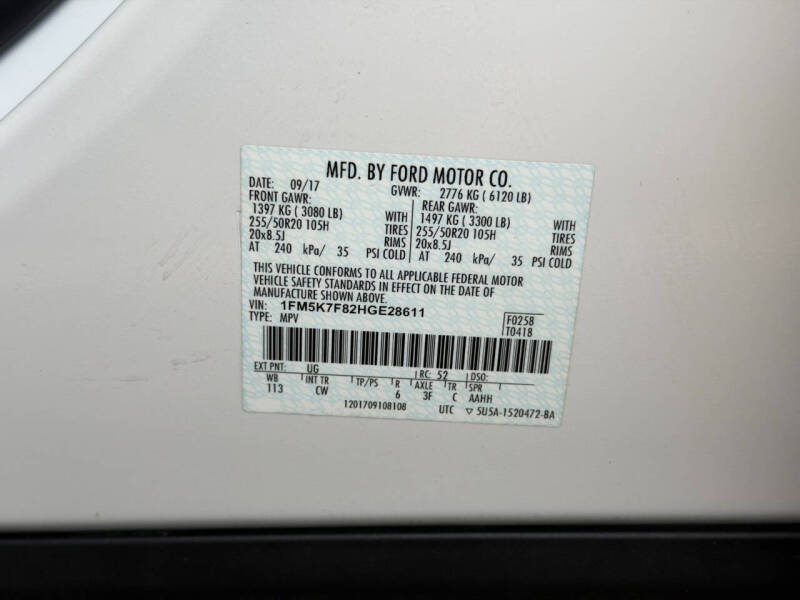 MFD. BY FORD MOTOR CO.
DATE: 09/17 GVWR: 2776 KG ( 6120 LB)
FRONT GAWR: REAR GAWR:
1397 KG ( 3080 LB) WITH 1497 KG ( 3300 LB) WITH
255/50R20 105H TIRES 255/50R20 105H TIRES
20x8.5J RIMS 20x8.5J RIMS
AT 240 kPa/ 35 PSI COLD AT 240 kPa/ 35 PSI COLD
THIS VEHICLE CONFORMS TO ALL APPLICABLE FEDERAL MOTOR
VEHICLE SAFETY STANDARDS IN EFFECT ON THE DATE OF
MANUFACTURE SHOWN ABOVE.
VIN: 1FM5K7F82HGE28611 F0258
TYPE: MPV T0418
EXT PNT: UG RC: 52 DSO:
WB INT TR TP/PS R AXLE TR SPR
113 CW 6 3F C AAHH
1201709108108 UTC ▽ 5U5A-1520472-BA